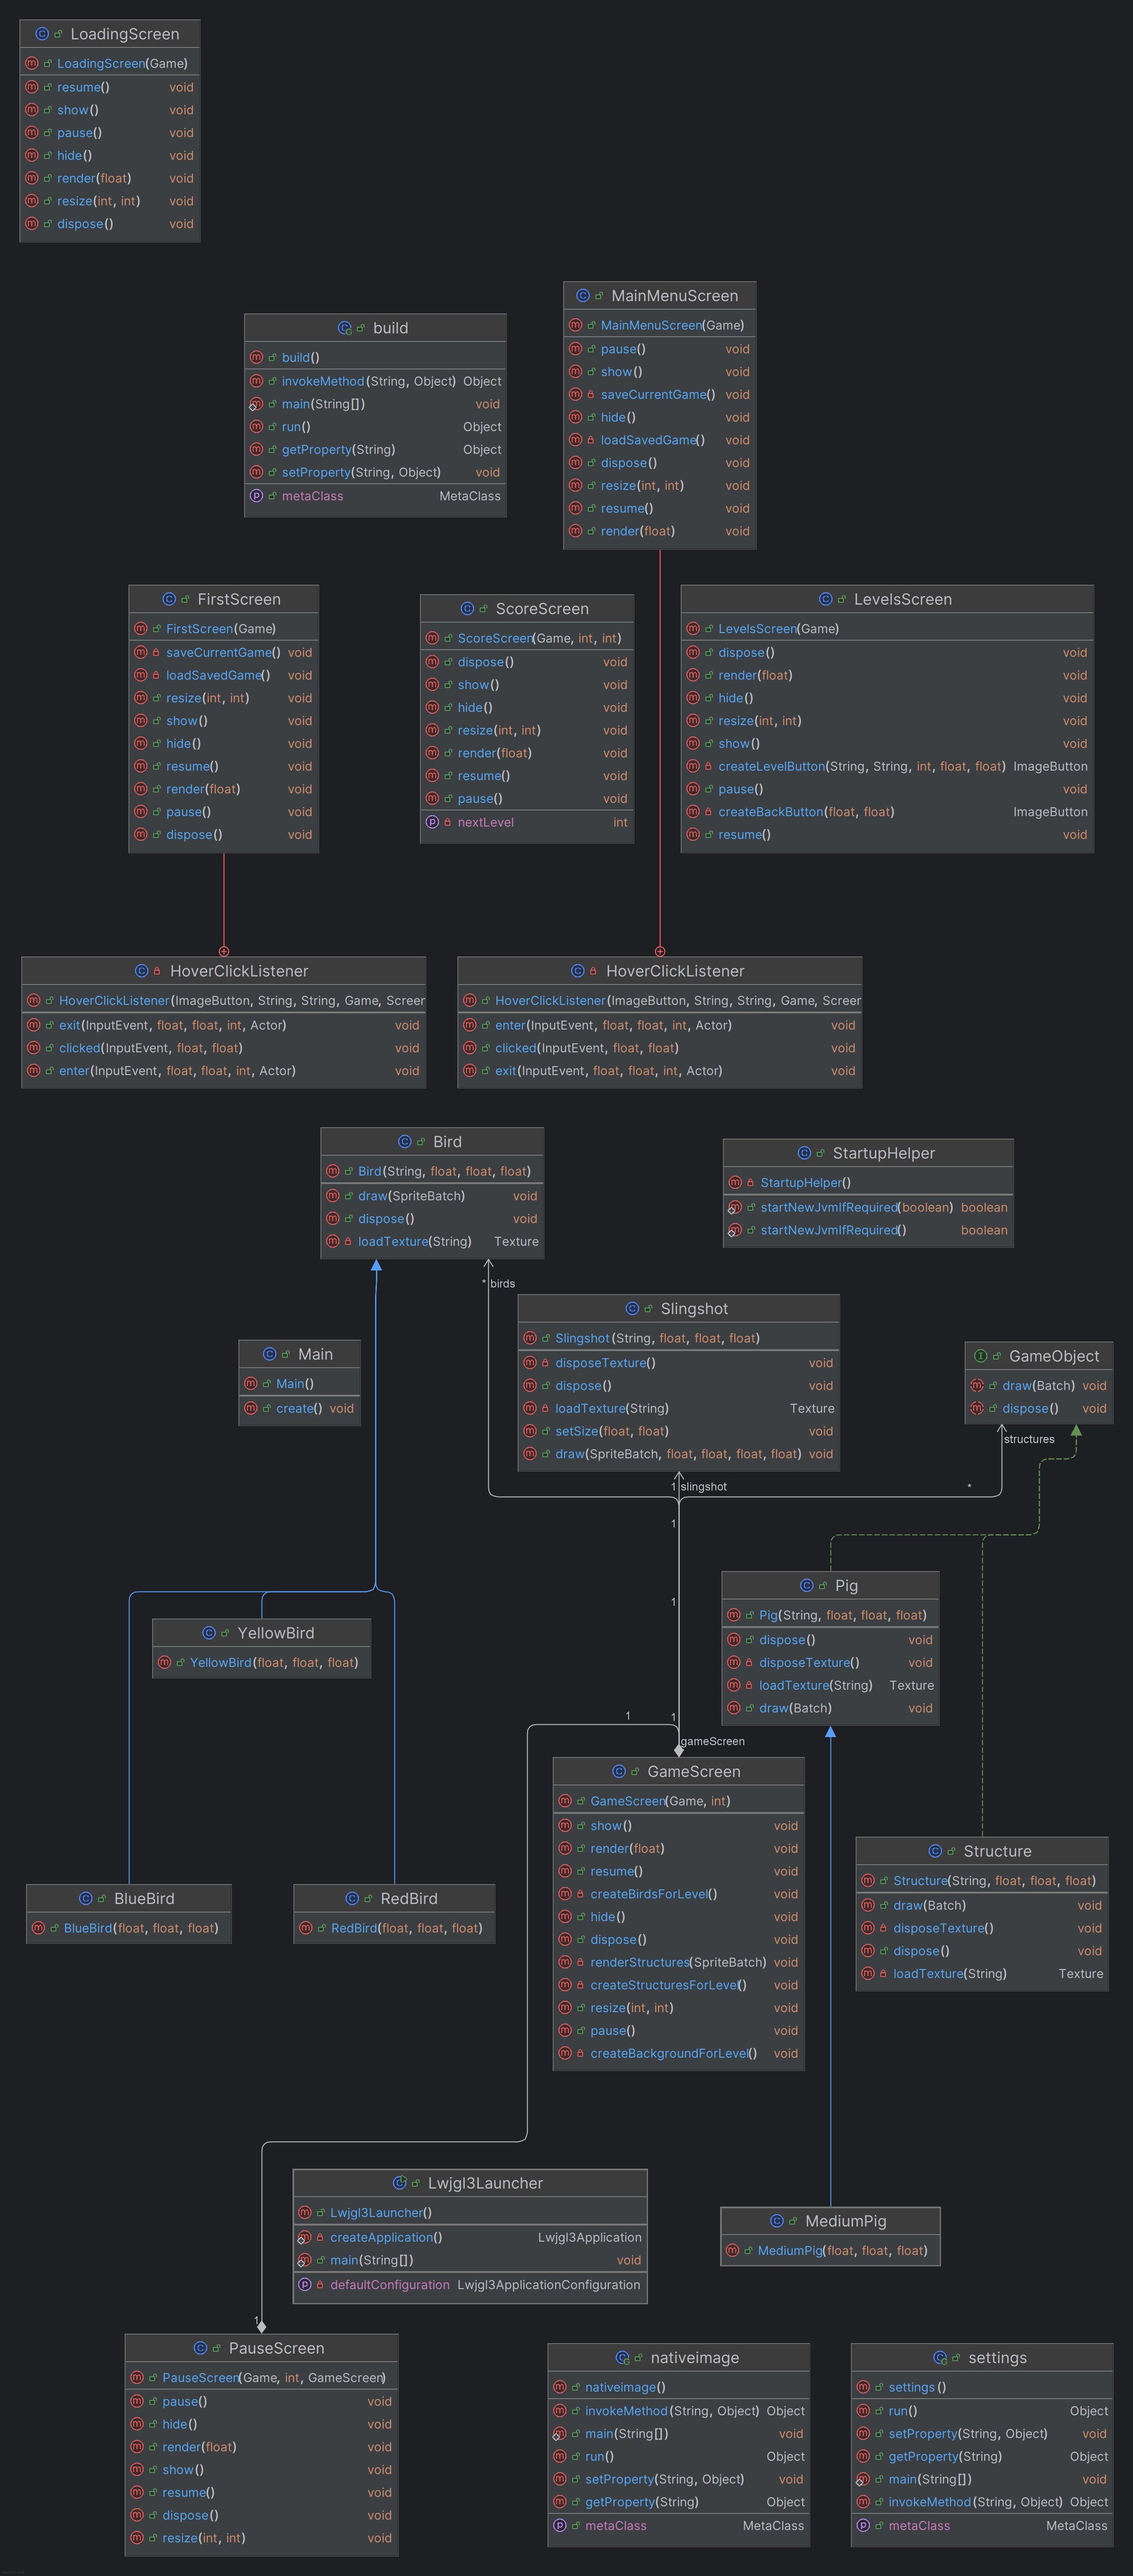 LoadingScreen
LoadingScreen(Game)
resume() void
show() void
pause() void
hide() void
render(float) void
resize(int, int) void
dispose() void
MainMenuScreen
MainMenuScreen(Game)
pause() void
show() void
saveCurrentGame() void
hide() void
loadSavedGame() void
dispose() void
resize(int, int) void
resume() void
render(float) void
build
build()
invokeMethod(String, Object) Object
main(String[]) void
run() Object
getProperty(String) Object
setProperty(String, Object) void
metaClass MetaClass
FirstScreen
FirstScreen(Game)
saveCurrentGame() void
loadSavedGame() void
resize(int, int) void
show() void
hide() void
resume() void
render(float) void
pause() void
dispose() void
ScoreScreen
ScoreScreen(Game, int, int)
dispose() void
show() void
hide() void
resize(int, int) void
render(float) void
resume() void
pause() void
nextLevel int
LevelsScreen
LevelsScreen(Game)
dispose() void
render(float) void
hide() void
resize(int, int) void
show() void
createLevelButton(String, String, int, float, float) ImageButton
pause() void
createBackButton(float, float) ImageButton
resume() void
HoverClickListener
HoverClickListener(ImageButton, String, String, Game, Screen
exit(InputEvent, float, float, int, Actor) void
clicked(InputEvent, float, float) void
enter(InputEvent, float, float, int, Actor) void
HoverClickListener
HoverClickListener(ImageButton, String, String, Game, Screen
enter(InputEvent, float, float, int, Actor) void
clicked(InputEvent, float, float) void
exit(InputEvent, float, float, int, Actor) void
Bird
Bird(String, float, float, float)
draw(SpriteBatch) void
dispose() void
loadTexture(String) Texture
StartupHelper
StartupHelper()
startNewJvmIfRequired(boolean) boolean
startNewJvmIfRequired() boolean
* birds
Slingshot
Slingshot(String, float, float, float)
disposeTexture() void
dispose() void
loadTexture(String) Texture
setSize(float, float) void
draw(SpriteBatch, float, float, float, float) void
Main
Main()
create() void
GameObject
draw(Batch) void
dispose() void
structures
1 slingshot
*
1
1
Pig
Pig(String, float, float, float)
dispose() void
disposeTexture() void
loadTexture(String) Texture
draw(Batch) void
YellowBird
YellowBird(float, float, float)
1
1
gameScreen
GameScreen
GameScreen(Game, int)
show() void
render(float) void
resume() void
createBirdsForLevel() void
hide() void
dispose() void
renderStructures(SpriteBatch) void
createStructuresForLevel() void
resize(int, int) void
pause() void
createBackgroundForLevel() void
Structure
Structure(String, float, float, float)
draw(Batch) void
disposeTexture() void
dispose() void
loadTexture(String) Texture
BlueBird
BlueBird(float, float, float)
RedBird
RedBird(float, float, float)
Lwjgl3Launcher
Lwjgl3Launcher()
createApplication() Lwjgl3Application
main(String[]) void
defaultConfiguration Lwjgl3ApplicationConfiguration
MediumPig
MediumPig(float, float, float)
1
PauseScreen
PauseScreen(Game, int, GameScreen)
pause() void
hide() void
render(float) void
show() void
resume() void
dispose() void
resize(int, int) void
nativeimage
nativeimage()
invokeMethod(String, Object) Object
main(String[]) void
run() Object
setProperty(String, Object) void
getProperty(String) Object
metaClass MetaClass
settings
settings()
run() Object
setProperty(String, Object) void
getProperty(String) Object
main(String[]) void
invokeMethod(String, Object) Object
metaClass MetaClass